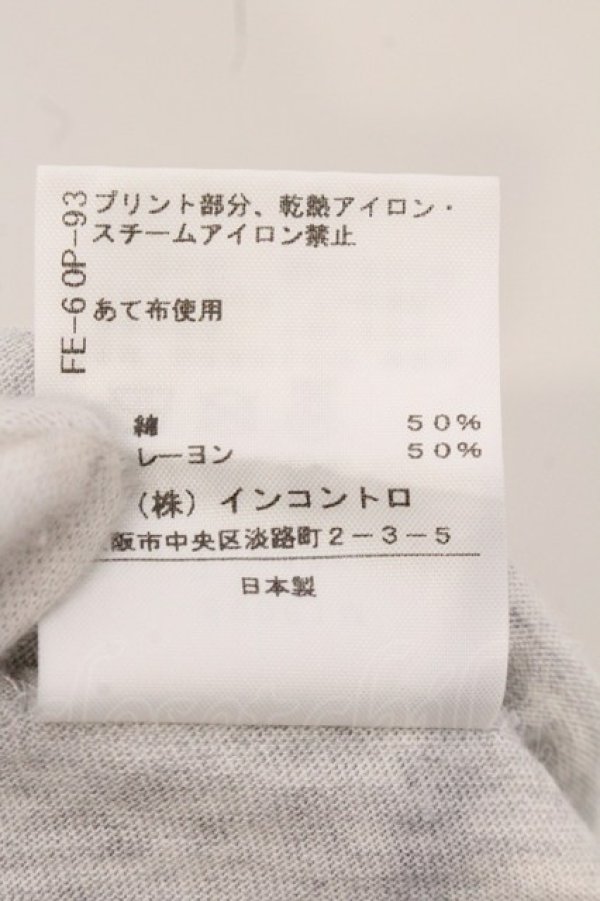 FE-60P-93
プリント部分、乾熱アイロン・
スチームアイロン禁止
あて布使用
綿 50%
レーヨン 50%
(株)インコントロ
阪市中央区淡路町2-3-5
日本製